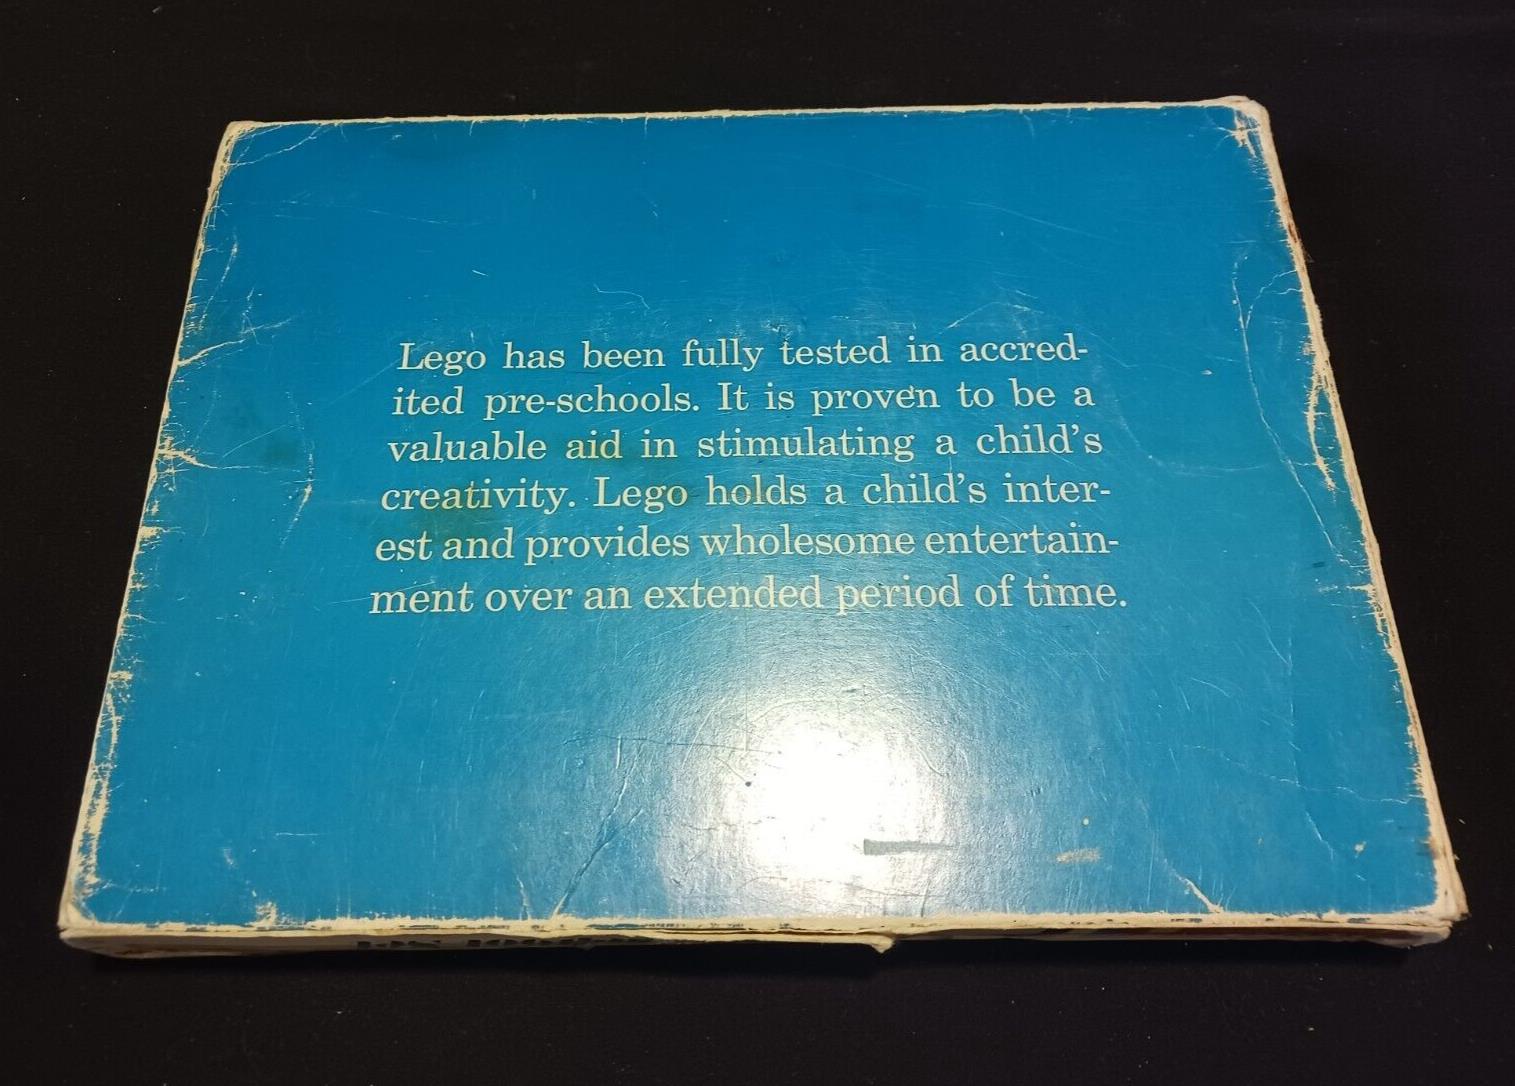 Lego has been fully tested in accred-
ited pre-schools. It is proven to be a
valuable aid in stimulating a child's
creativity. Lego holds a child's inter-
est and provides wholesome entertain-
ment over an extended period of time.